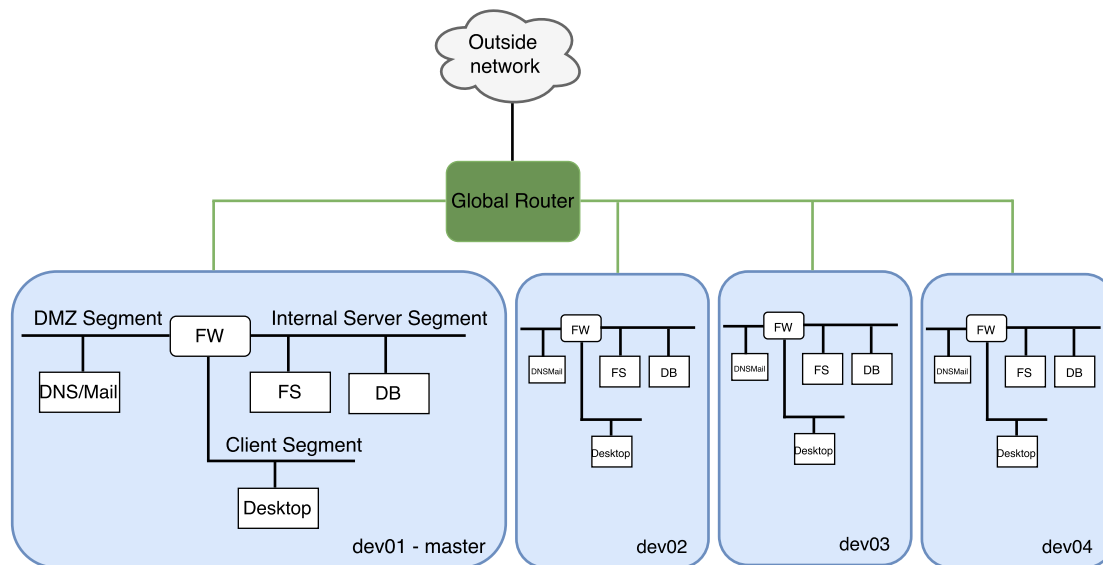 Outside
network
Global Router
DMZ Segment
FW
Internal Server Segment
DNS/Mail
FS
DB
Client Segment
Desktop
dev01 - master
FW
DNSMail
FS
DB
Desktop
dev02
FW
DNSMail
FS
DB
Desktop
dev03
FW
DNSMail
FS
DB
Desktop
dev04